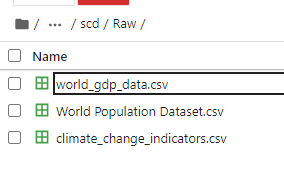 / ... / scd / Raw /
Name
world_gdp_data.csv
World Population Dataset.csv
climate_change_indicators.csv